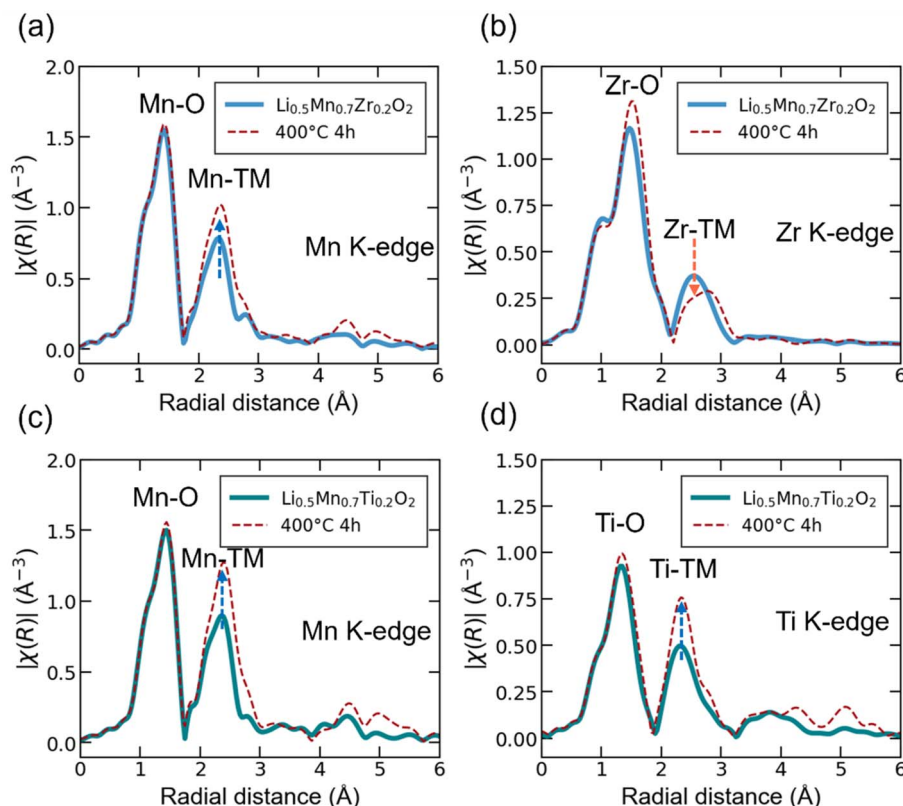 (a)
2.0
1.5
1.0
0.5
0.0
|χ(R)| (Å⁻³)
Mn-O
Mn-TM
Li₀.₅Mn₀.₇Zr₀.₂O₂
400°C 4h
Mn K-edge
0 1 2 3 4 5 6
Radial distance (Å)
(b)
1.50
1.25
1.00
0.75
0.50
0.25
0.00
|χ(R)| (Å⁻³)
Zr-O
Li₀.₅Mn₀.₇Zr₀.₂O₂
400°C 4h
Zr-TM
Zr K-edge
0 1 2 3 4 5 6
Radial distance (Å)
(c)
2.0
1.5
1.0
0.5
0.0
|χ(R)| (Å⁻³)
Mn-O
Li₀.₅Mn₀.₇Ti₀.₂O₂
400°C 4h
Mn-TM
Mn K-edge
0 1 2 3 4 5 6
Radial distance (Å)
(d)
1.50
1.25
1.00
0.75
0.50
0.25
0.00
|χ(R)| (Å⁻³)
Li₀.₅Mn₀.₇Ti₀.₂O₂
400°C 4h
Ti-O
Ti-TM
Ti K-edge
0 1 2 3 4 5 6
Radial distance (Å)